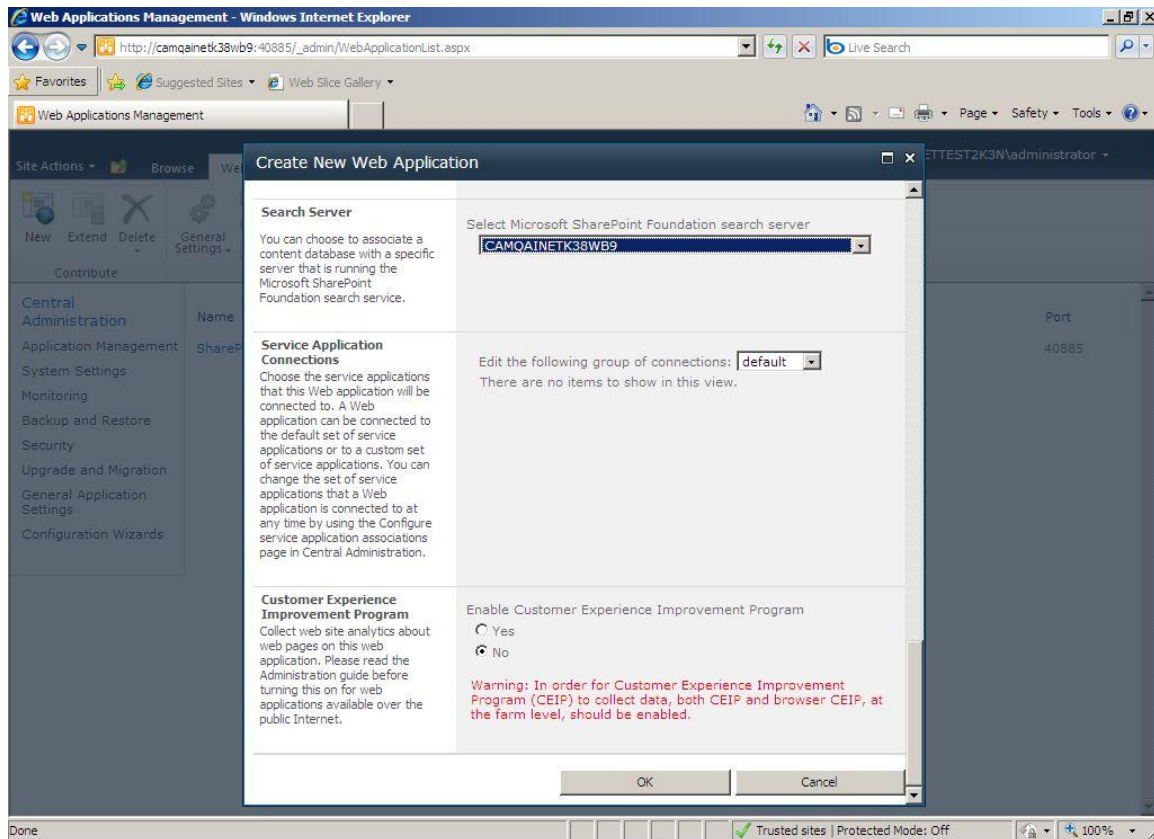 Web Applications Management - Windows Internet Explorer
http://camqainetk38wb9:40885/_admin/WebApplicationList.aspx
Live Search
Favorites
Suggested Sites
Web Slice Gallery
Web Applications Management
Page
Safety
Tools
Site Actions
Browse
We
ETTEST2K3N\administrator
New
Extend
Delete
General
Settings
Contribute
Central
Administration
Application Management
System Settings
Monitoring
Backup and Restore
Security
Upgrade and Migration
General Application
Settings
Configuration Wizards
Name
Port
ShareP
40885
Create New Web Application
Search Server
You can choose to associate a
content database with a specific
server that is running the
Microsoft SharePoint
Foundation search service.
Select Microsoft SharePoint Foundation search server
CAMQAINETK38WB9
Service Application
Connections
Choose the service applications
that this Web application will be
connected to. A Web
application can be connected to
the default set of service
applications or to a custom set
of service applications. You can
change the set of service
applications that a Web
application is connected to at
any time by using the Configure
service application associations
page in Central Administration.
Edit the following group of connections: default
There are no items to show in this view.
Customer Experience
Improvement Program
Collect web site analytics about
web pages on this web
application. Please read the
Administration guide before
turning this on for web
applications available over the
public Internet.
Enable Customer Experience Improvement Program
Yes
No
Warning: In order for Customer Experience Improvement
Program (CEIP) to collect data, both CEIP and browser CEIP, at
the farm level, should be enabled.
OK
Cancel
Done
Trusted sites | Protected Mode: Off
100%